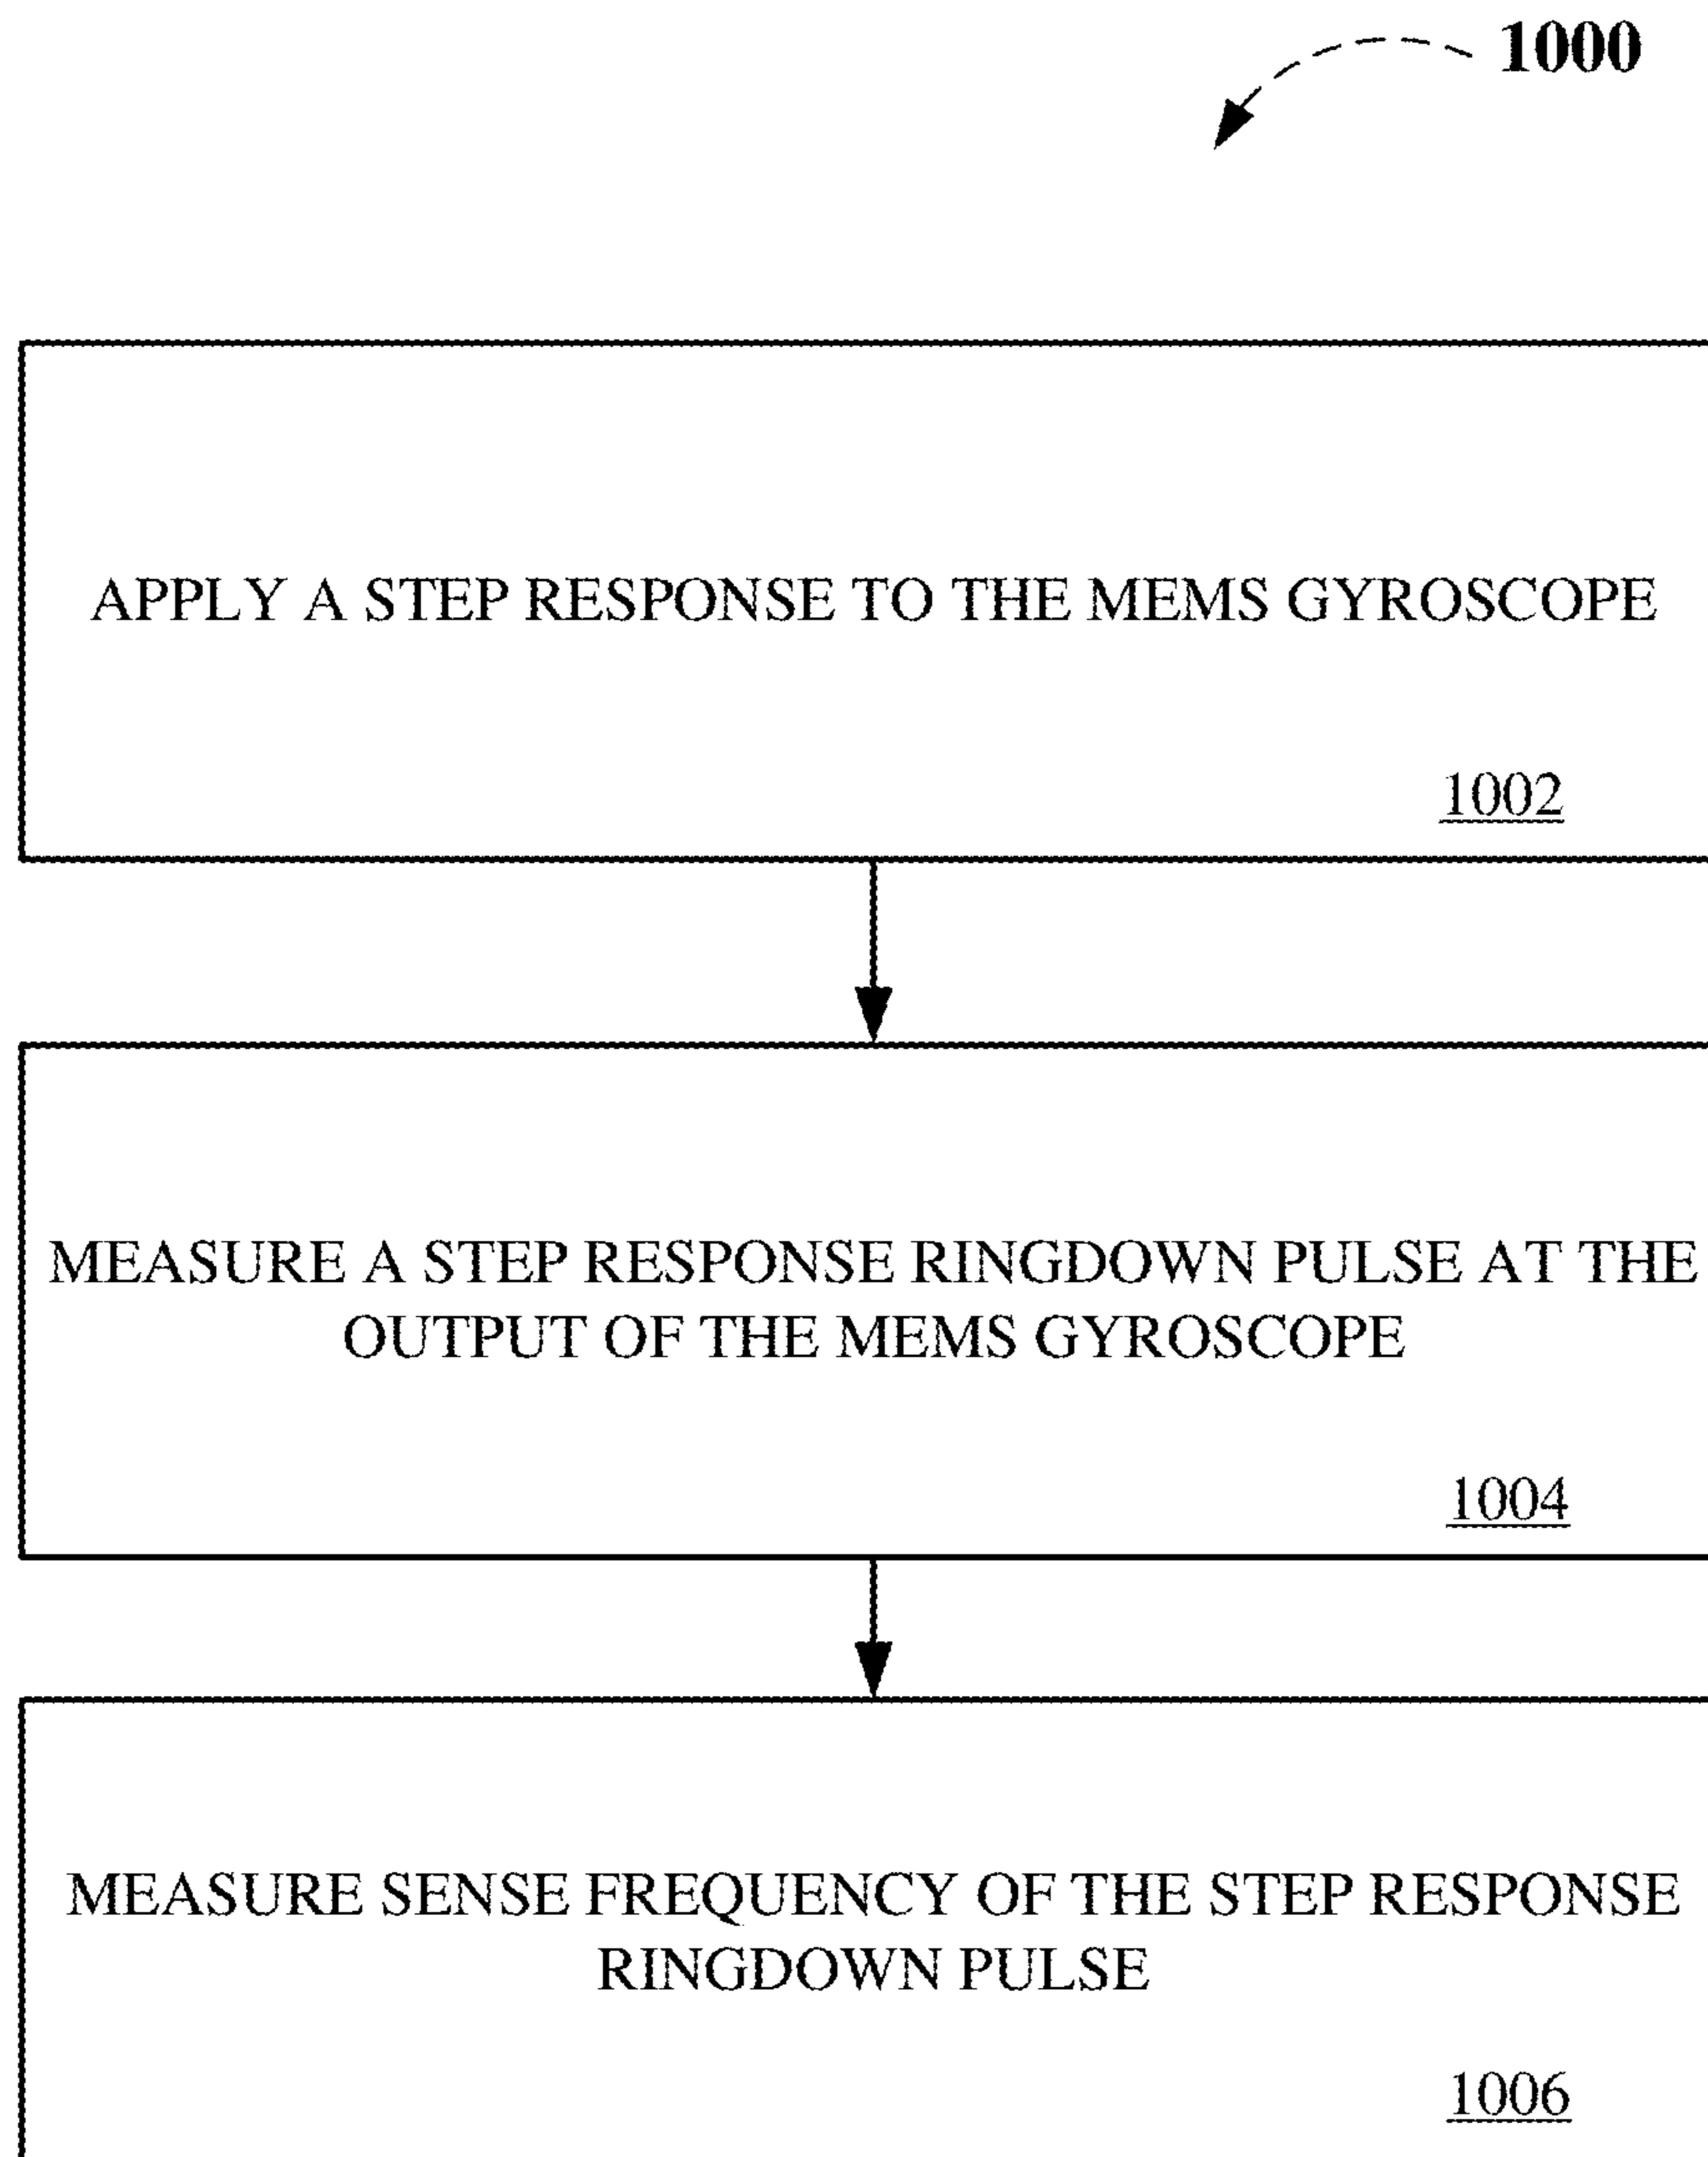 1000
APPLY A STEP RESPONSE TO THE MEMS GYROSCOPE
1002
MEASURE A STEP RESPONSE RINGDOWN PULSE AT THE
OUTPUT OF THE MEMS GYROSCOPE
1004
MEASURE SENSE FREQUENCY OF THE STEP RESPONSE
RINGDOWN PULSE
1006